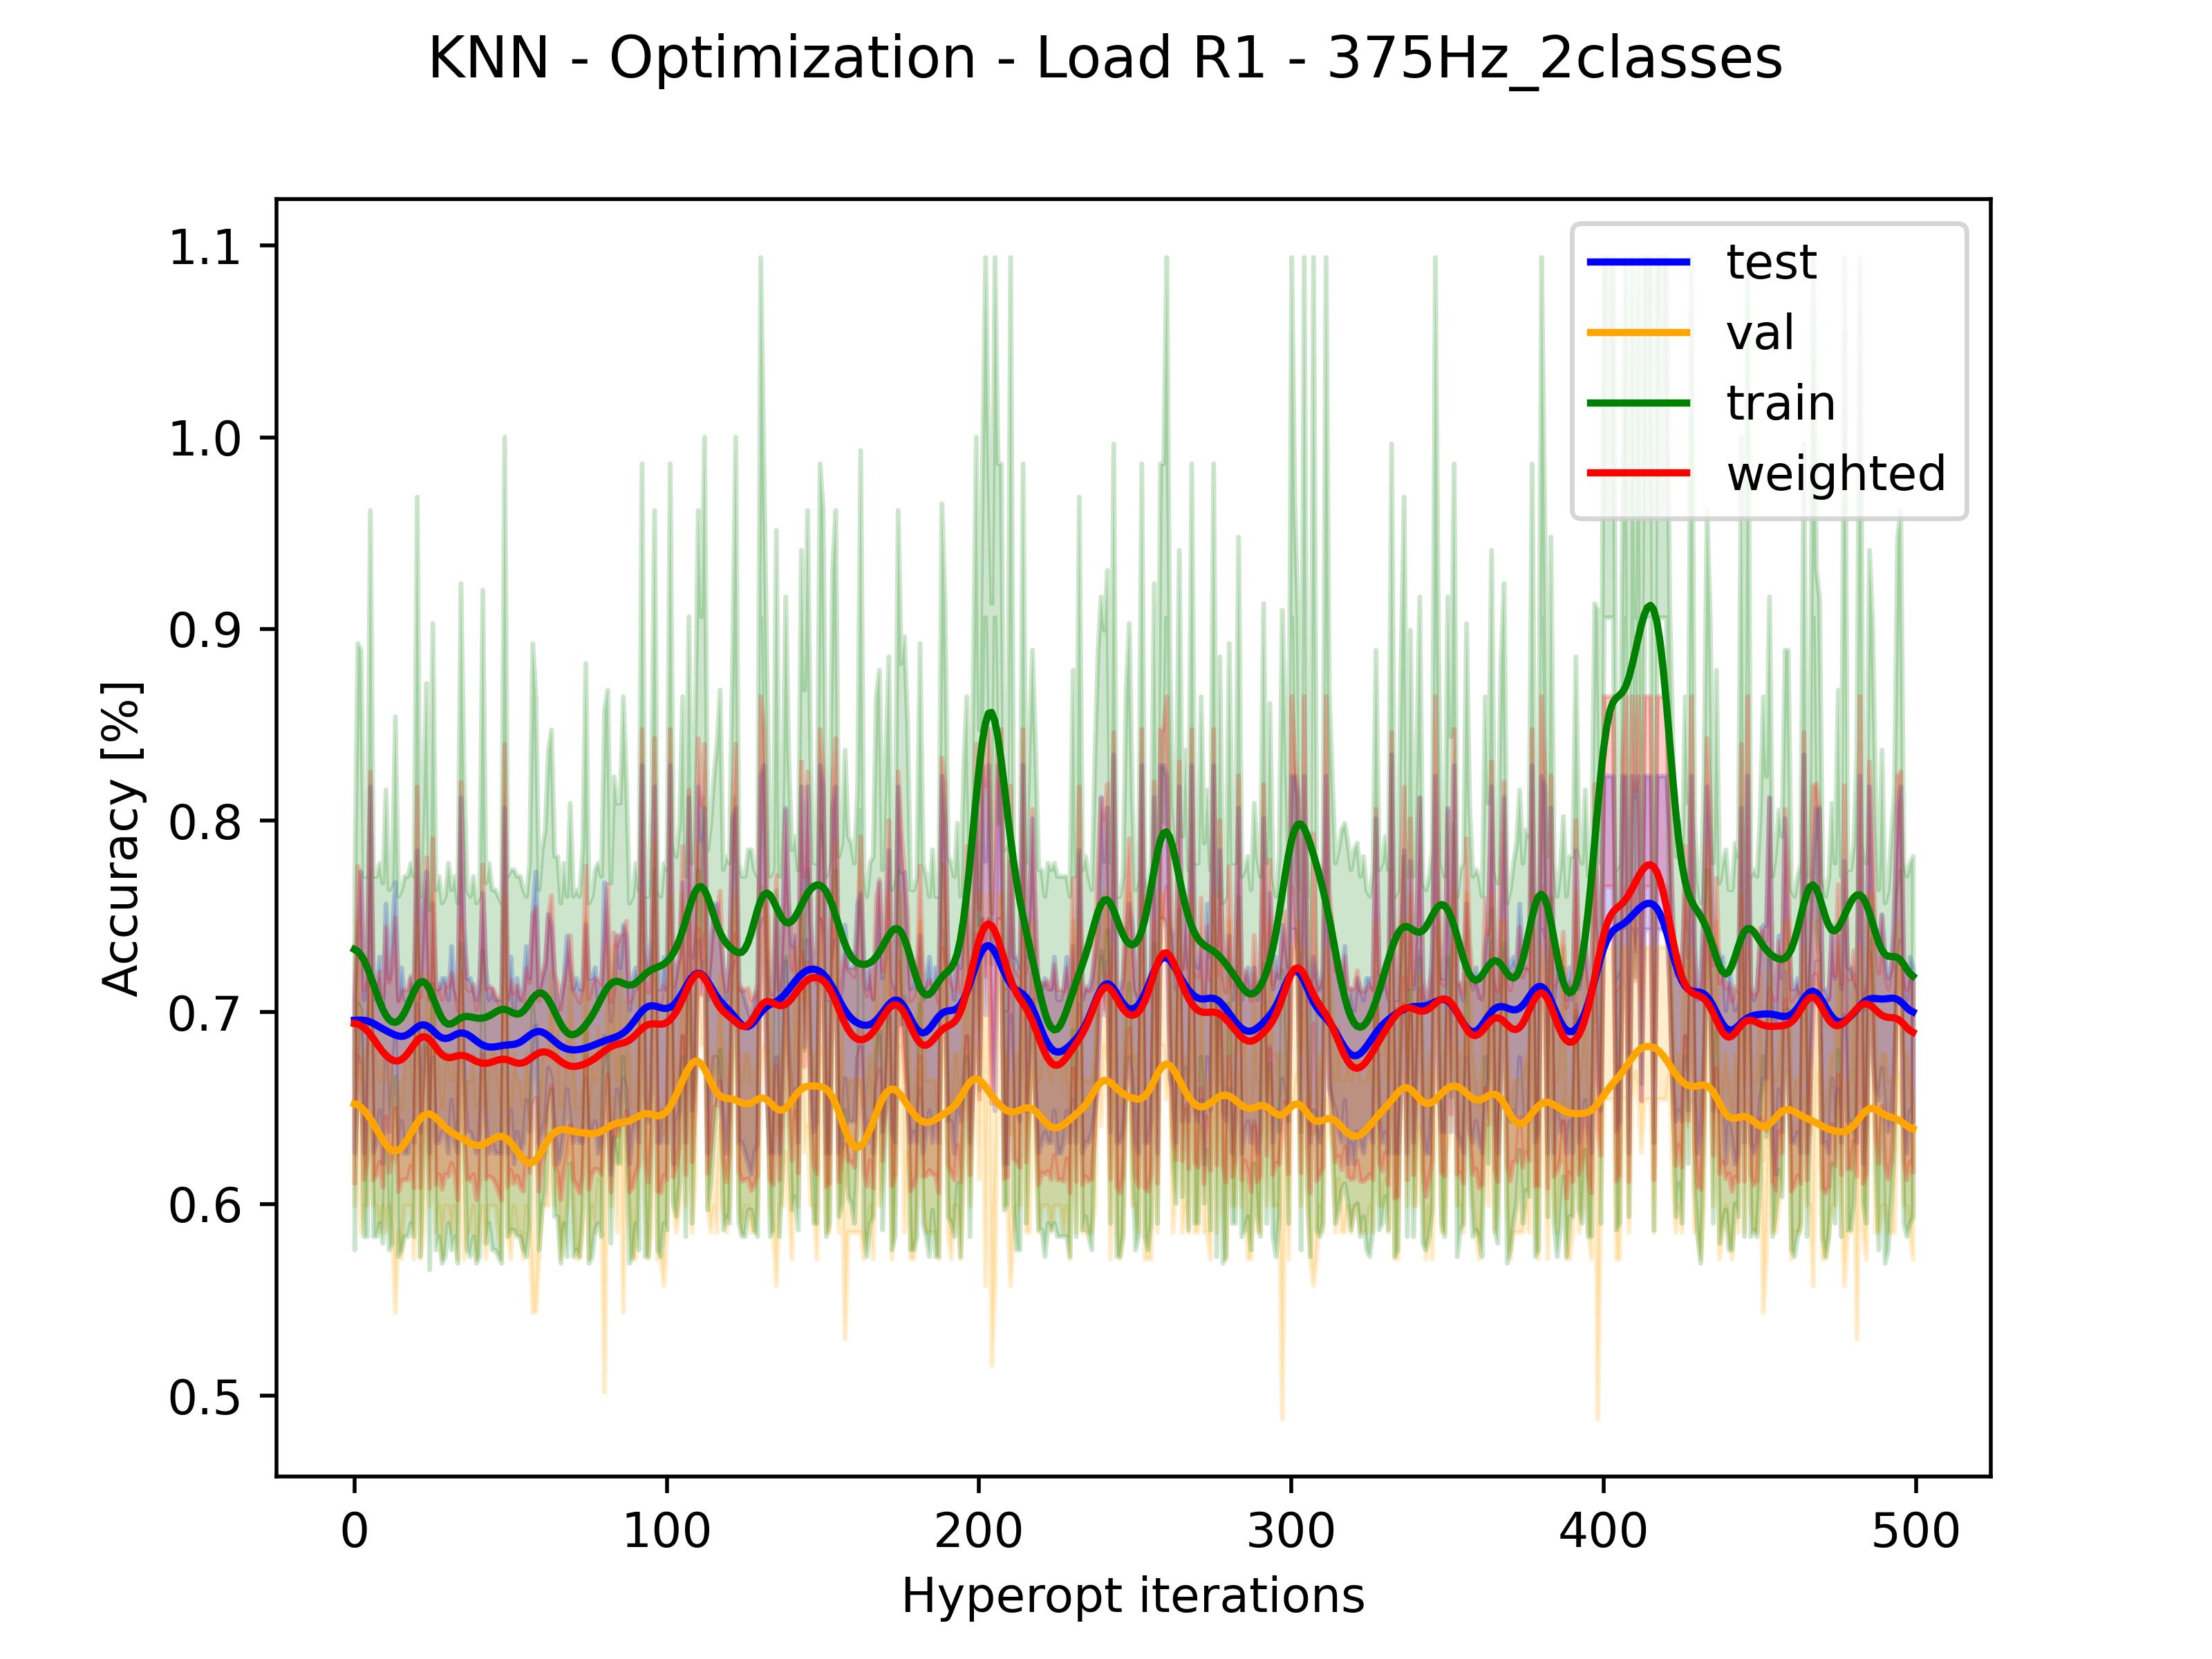 KNN - Optimization - Load R1 - 375Hz_2classes
1.1
1.0
0.9
0.8
0.7
0.6
0.5
Accuracy [%]
test
val
train
weighted
0 100 200 300 400 500
Hyperopt iterations